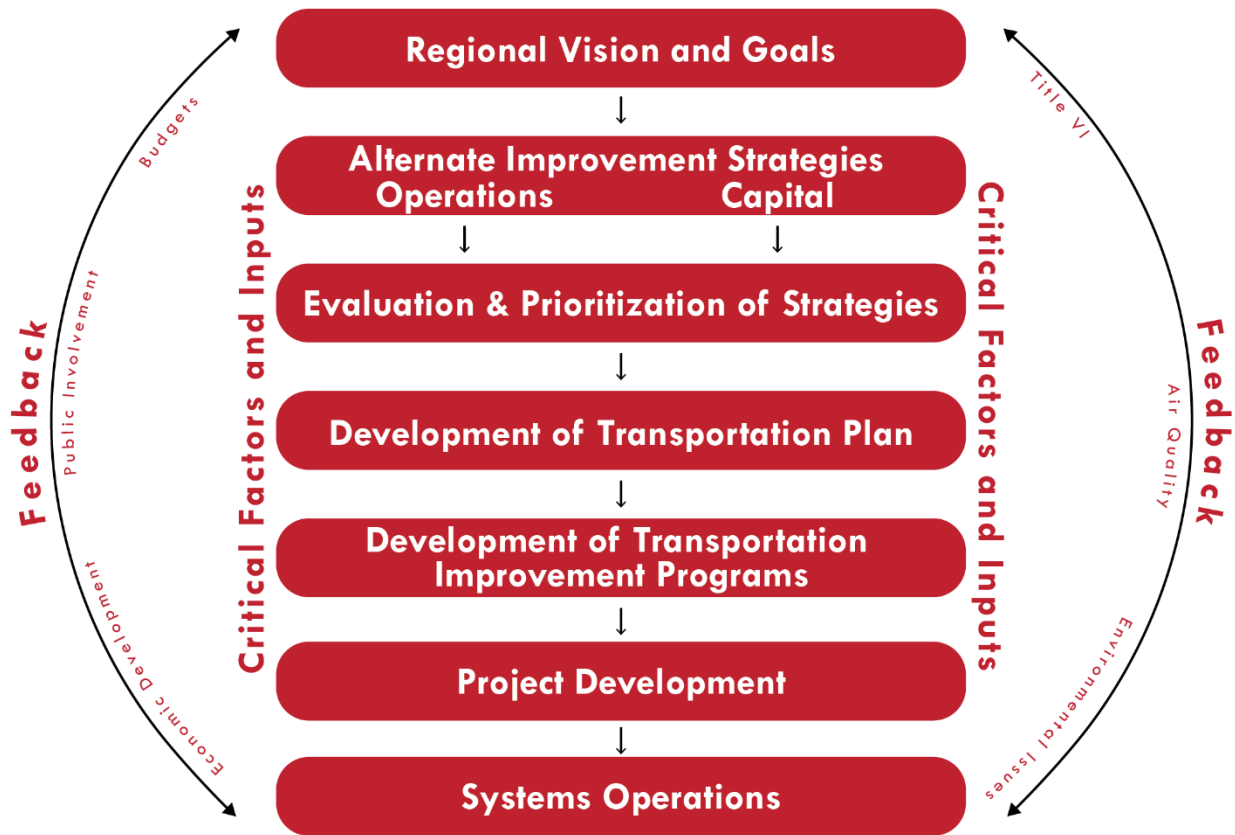 Regional Vision and Goals
Alternate Improvement Strategies
Operations Capital
Evaluation & Prioritization of Strategies
Development of Transportation Plan
Development of Transportation
Improvement Programs
Project Development
Systems Operations
Critical Factors and Inputs
Critical Factors and Inputs
Feedback
Budgets
Public Involvement
Economic Development
Feedback
Title VI
Air Quality
Environmental Issues